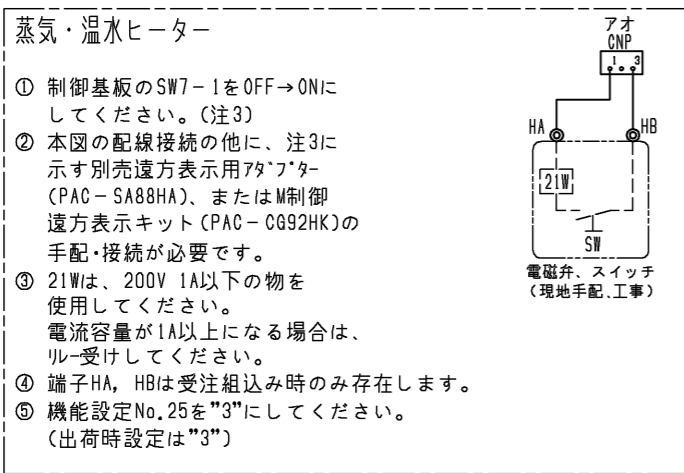 蒸気・温水ヒーター
① 制御基板のSW7-1をOFF→ONに
してください。(注3)
② 本図の配線接続の他に、注3に
示す別売遠方表示用アダプター
(PAC-SA88HA)、またはM制御
遠方表示キット(PAC-CG92HK)の
手配・接続が必要です。
③ 21Wは、200V 1A以下の物を
使用してください。
電流容量が1A以上になる場合は、
リレー受けしてください。
④ 端子HA, HBは受注組込み時のみ存在します。
⑤ 機能設定No.25を"3"にしてください。
(出荷時設定は"3")
アオ
CNP
1 3
HA HB
21W
SW
電磁弁、スイッチ
(現地手配、工事)